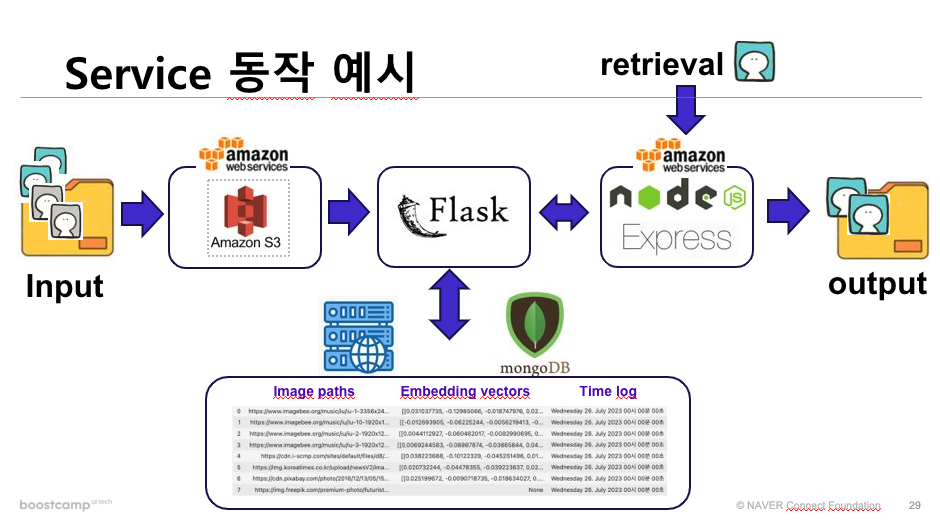 Service 동작 예시
retrieval
amazon
webservices
Amazon S3
Flask
amazon
webservices
node
JS
Express
Input
output
mongoDB
Image paths Embedding vectors Time log
0 https://www.imagebee.org/music/iu/iu-1-3356x24... [[0.031037735, -0.12985066, -0.018747876, 0.02... Wednesday 26. July 2023 00시 00분 00초
1 https://www.imagebee.org/music/iu/iu-10-1920x1... [[-0.012693905, -0.06225244, -0.0056219413, -0... Wednesday 26. July 2023 00시 00분 00초
2 https://www.imagebee.org/music/iu/iu-2-1920x12... [[0.0044112927, -0.060462017, -0.0082990695, 0... Wednesday 26. July 2023 00시 00분 00초
3 https://www.imagebee.org/music/iu/iu-3-1920x12... [[0.0069244583, -0.08987874, -0.03865844, 0.04... Wednesday 26. July 2023 00시 00분 00초
4 https://cdn.i-scmp.com/sites/default/files/d8/... [[0.038223688, -0.10122329, -0.045251496, 0.01... Wednesday 26. July 2023 00시 00분 00초
5 https://img.koreatimes.co.kr/upload/newsV2/ima... [[0.020732244, -0.04478355, -0.039223637, 0.02... Wednesday 26. July 2023 00시 00분 00초
6 https://cdn.pixabay.com/photo/2016/12/13/05/15... [[0.025199672, -0.0090718735, -0.018634027, 0.... Wednesday 26. July 2023 00시 00분 00초
7 https://img.freepik.com/premium-photo/futurist... None Wednesday 26. July 2023 00시 00분 00초
boostcamp ai tech
© NAVER Connect Foundation
29